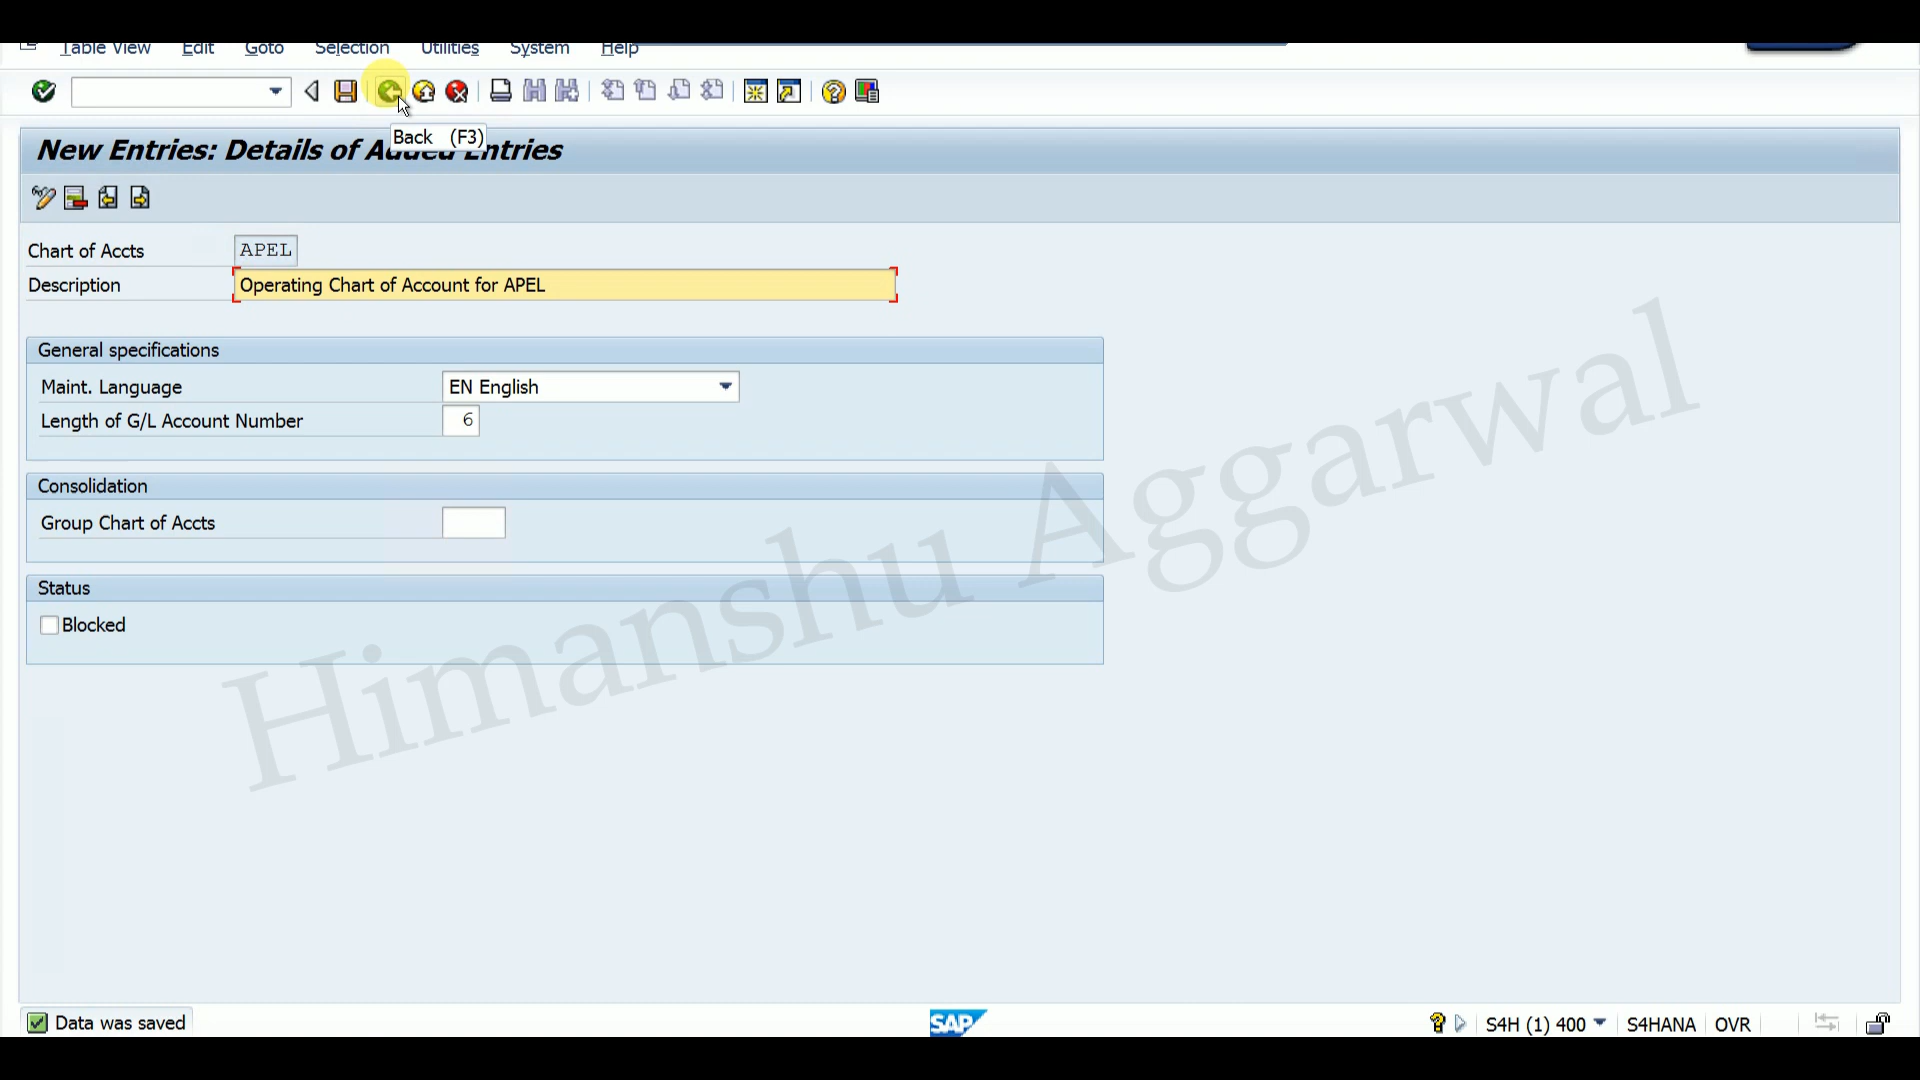 Table View Edit Goto Selection Utilities System Help
Back (F3)
New Entries: Details of Added Entries
Chart of Accts APEL
Description Operating Chart of Account for APEL
General specifications
Maint. Language EN English
Length of G/L Account Number 6
Consolidation
Group Chart of Accts
Status
Blocked
Himanshu Aggarwal
Data was saved SAP S4H (1) 400 S4HANA OVR